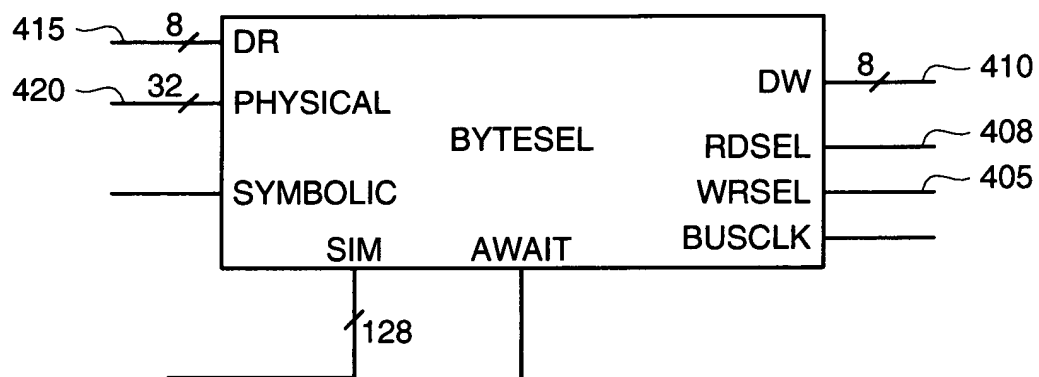 415 8 DR
8 410
420 32 PHYSICAL DW
BYTESEL RDSEL 408
SYMBOLIC WRSEL 405
BUSCLK
SIM AWAIT
128